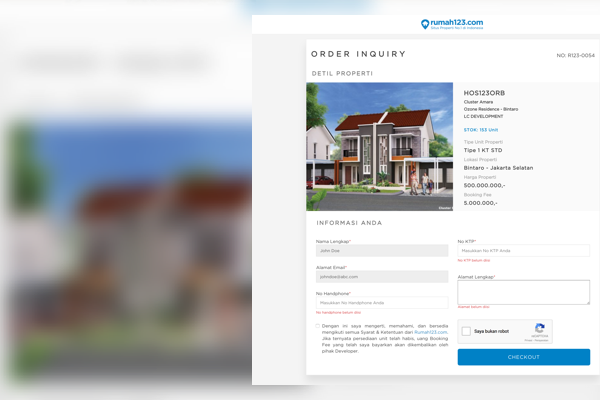 rumah123.com
Situs Properti No.1 di Indonesia
ORDER INQUIRY
NO: R123-0054
DETIL PROPERTI
HOS123ORB
Cluster Amara
Ozone Residence - Bintaro
LC DEVELOPMENT
STOK: 153 Unit
Tipe Unit Properti
Tipe 1 KT STD
Lokasi Properti
Bintaro - Jakarta Selatan
Harga Properti
500.000.000,-
Booking Fee
5.000.000,-
INFORMASI ANDA
Nama Lengkap*
John Doe
Alamat Email*
johndoe@abc.com
No Handphone*
Masukkan No Handphone Anda
No handphone belum diisi
Dengan ini saya mengerti, memahami, dan bersedia
mengikuti semua Syarat & Ketentuan dari Rumah123.com.
Jika ternyata persediaan unit telah habis, uang Booking
Fee yang telah saya bayarkan akan dikembalikan oleh
pihak Developer.
No KTP*
Masukkan No KTP Anda
No KTP belum diisi
Alamat Lengkap*
Alamat belum diisi
Saya bukan robot
reCAPTCHA
CHECKOUT